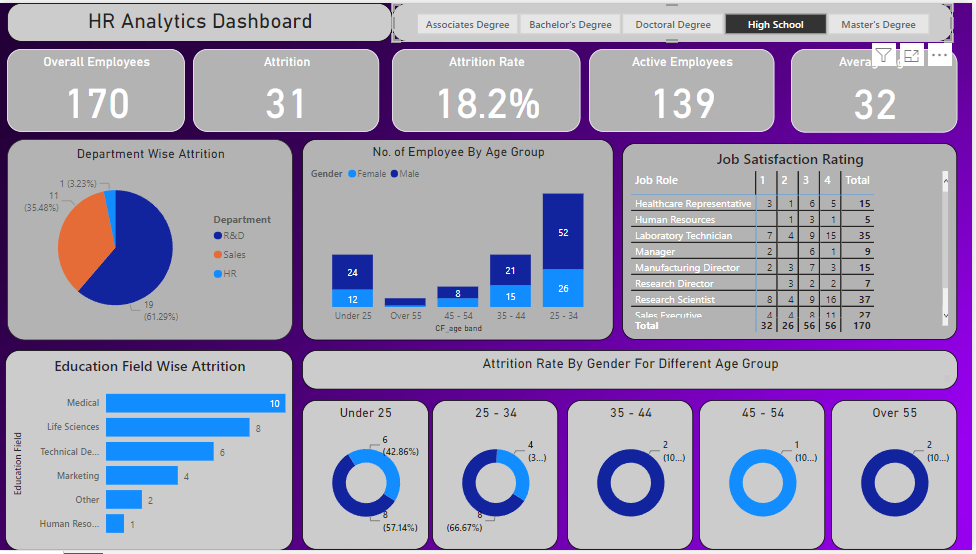 HR Analytics Dashboard
Associates Degree
Bachelor's Degree
Doctoral Degree
High School
Master's Degree
Overall Employees
170
Attrition
31
Attrition Rate
18.2%
Active Employees
139
32
Department Wise Attrition
1 (3.23%)
11
(35.48%)
19
(61.29%)
Department
R&D
Sales
HR
No. of Employee By Age Group
Gender Female Male
24
12
8
21
15
52
26
Under 25
Over 55
45 - 54
35 - 44
25 - 34
CF_age band
Job Satisfaction Rating
Job Role 1 2 3 4 Total
Healthcare Representative 3 1 6 5 15
Human Resources 1 3 1 5
Laboratory Technician 7 4 9 15 35
Manager 2 6 1 9
Manufacturing Director 2 3 7 3 15
Research Director 3 2 2 7
Research Scientist 8 4 9 16 37
Sales Executive 4 4 8 11 27
Total 32 26 56 56 170
Education Field Wise Attrition
Education Field
Medical 10
Life Sciences 8
Technical De... 6
Marketing 4
Other 2
Human Reso... 1
Attrition Rate By Gender For Different Age Group
Under 25
6
(42.86%)
8
(57.14%)
25 - 34
4
(3...)
8
(66.67%)
35 - 44
2
(10...)
45 - 54
1
(10...)
Over 55
2
(10...)